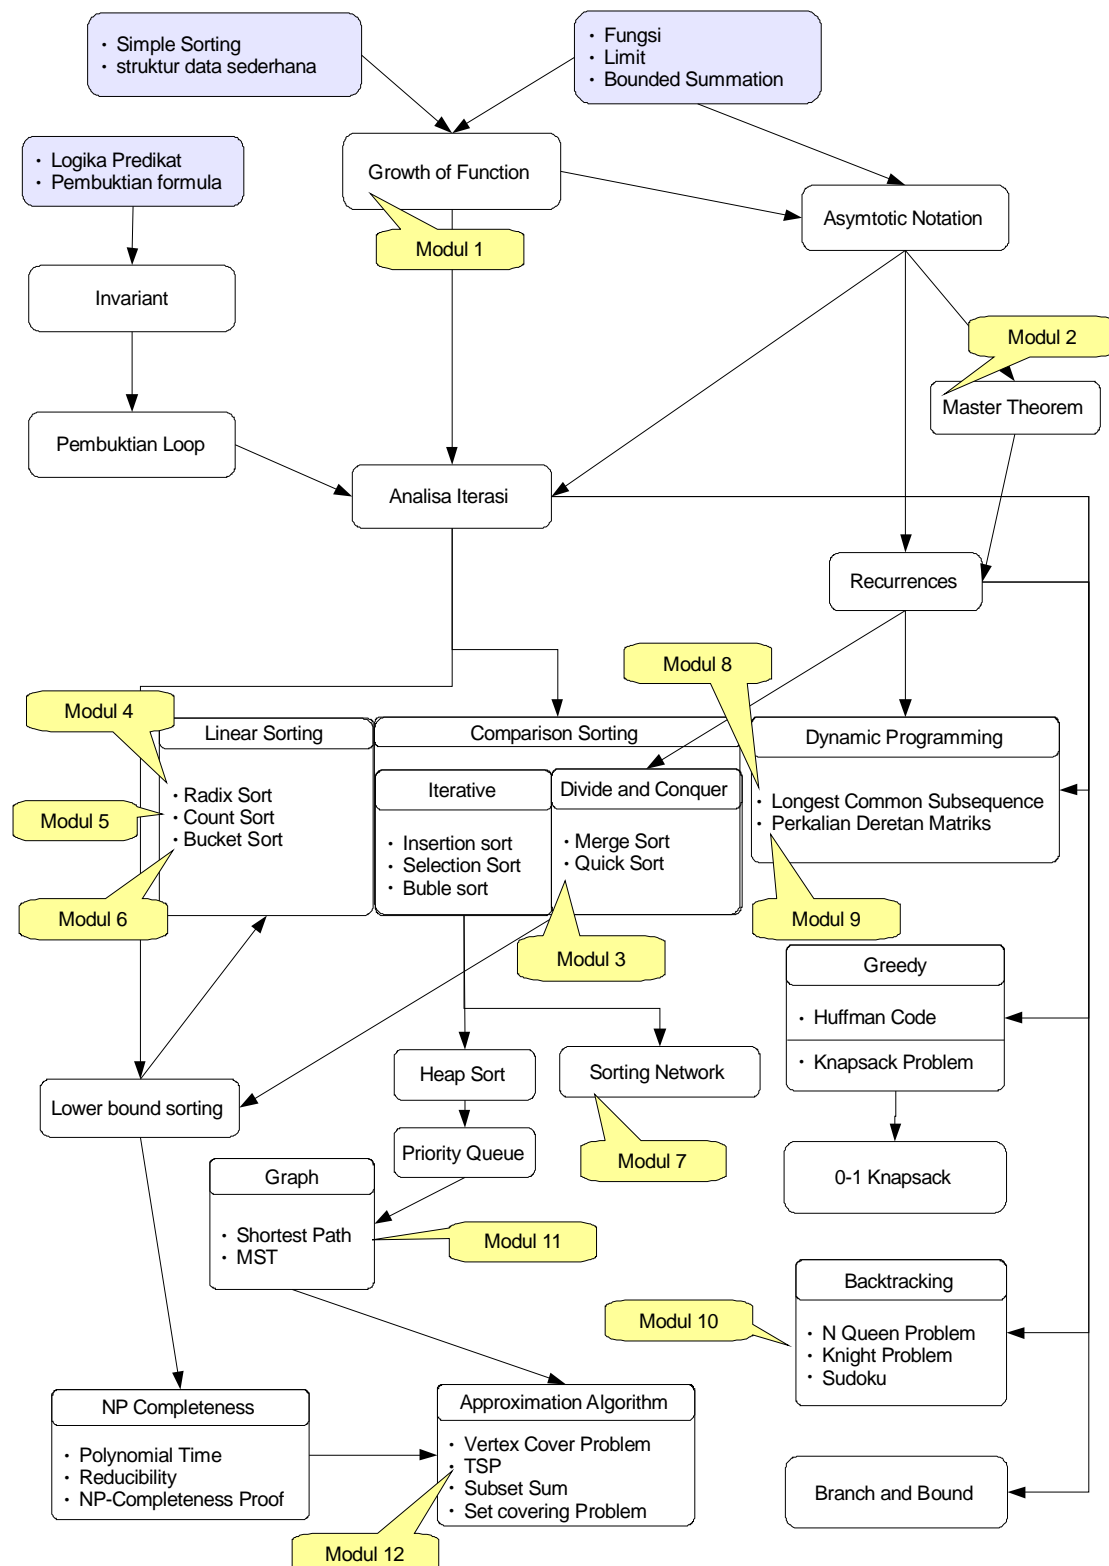 · Simple Sorting
· struktur data sederhana
· Fungsi
· Limit
· Bounded Summation
· Logika Predikat
· Pembuktian formula
Growth of Function
Asymtotic Notation
Modul 1
Invariant
Modul 2
Master Theorem
Pembuktian Loop
Analisa Iterasi
Recurrences
Modul 8
Modul 4
Linear Sorting
Comparison Sorting
Dynamic Programming
Iterative
Divide and Conquer
· Radix Sort
· Count Sort
· Bucket Sort
Modul 5
· Insertion sort
· Selection Sort
· Buble sort
· Merge Sort
· Quick Sort
· Longest Common Subsequence
· Perkalian Deretan Matriks
Modul 6
Modul 3
Modul 9
Greedy
· Huffman Code
· Knapsack Problem
Heap Sort
Sorting Network
Lower bound sorting
Priority Queue
Modul 7
0-1 Knapsack
Graph
· Shortest Path
· MST
Modul 11
Backtracking
· N Queen Problem
· Knight Problem
· Sudoku
Modul 10
NP Completeness
· Polynomial Time
· Reducibility
· NP-Completeness Proof
Approximation Algorithm
· Vertex Cover Problem
· TSP
· Subset Sum
· Set covering Problem
Branch and Bound
Modul 12